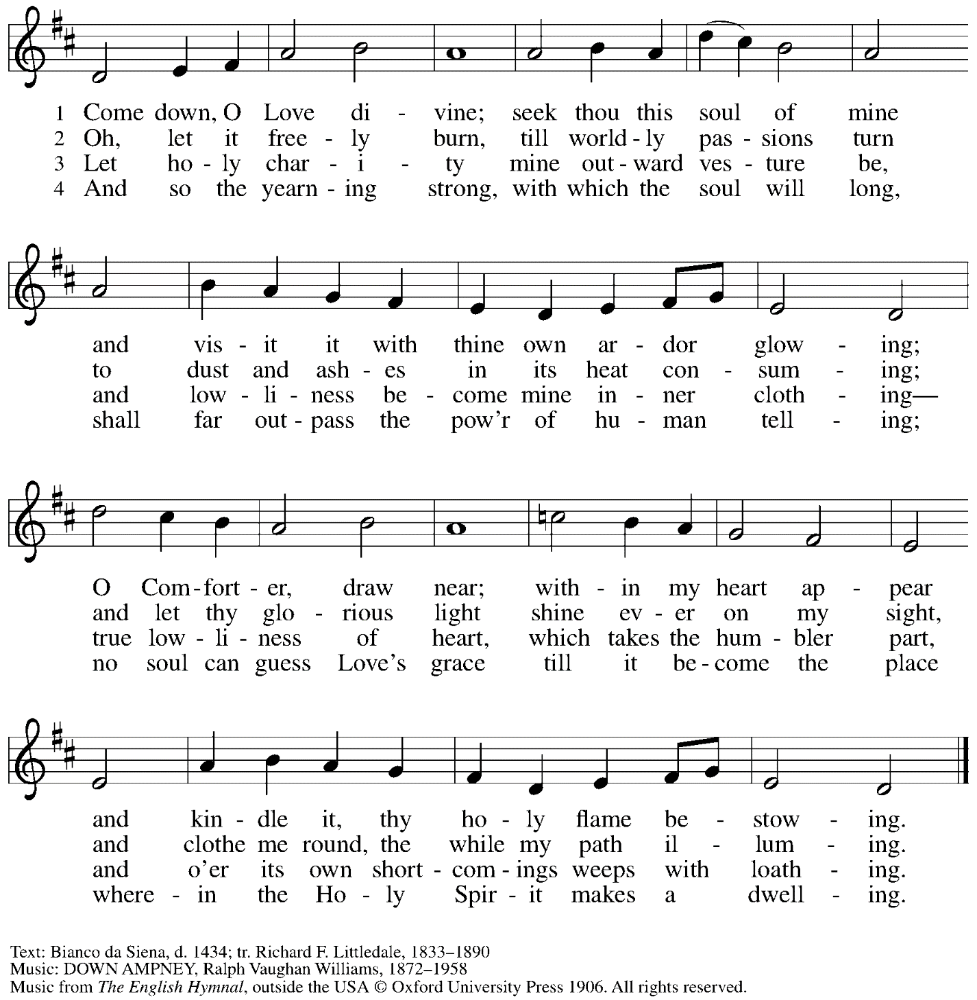 1 Come down, O Love di - vine; seek thou this soul of mine
2 Oh, let it free - ly burn, till world - ly pas - sions turn
3 Let ho - ly char - i - ty mine out - ward ves - ture be,
4 And so the yearn - ing strong, with which the soul will long,
and vis - it it with thine own ar - dor glow - ing;
to dust and ash - es in its heat con - sum - ing;
and low - li - ness be - come mine in - ner cloth - ing—
shall far out - pass the pow'r of hu - man tell - ing;
O Com - fort - er, draw near; with - in my heart ap - pear
and let thy glo - rious light shine ev - er on my sight,
true low - li - ness of heart, which takes the hum - bler part,
no soul can guess Love's grace till it be - come the place
and kin - dle it, thy ho - ly flame be - stow - ing.
and clothe me round, the while my path il - lum - ing.
and o'er its own short - com - ings weeps with loath - ing.
where - in the Ho - ly Spir - it makes a dwell - ing.
Text: Bianco da Siena, d. 1434; tr. Richard F. Littledale, 1833–1890
Music: DOWN AMPNEY, Ralph Vaughan Williams, 1872–1958
Music from The English Hymnal, outside the USA © Oxford University Press 1906. All rights reserved.